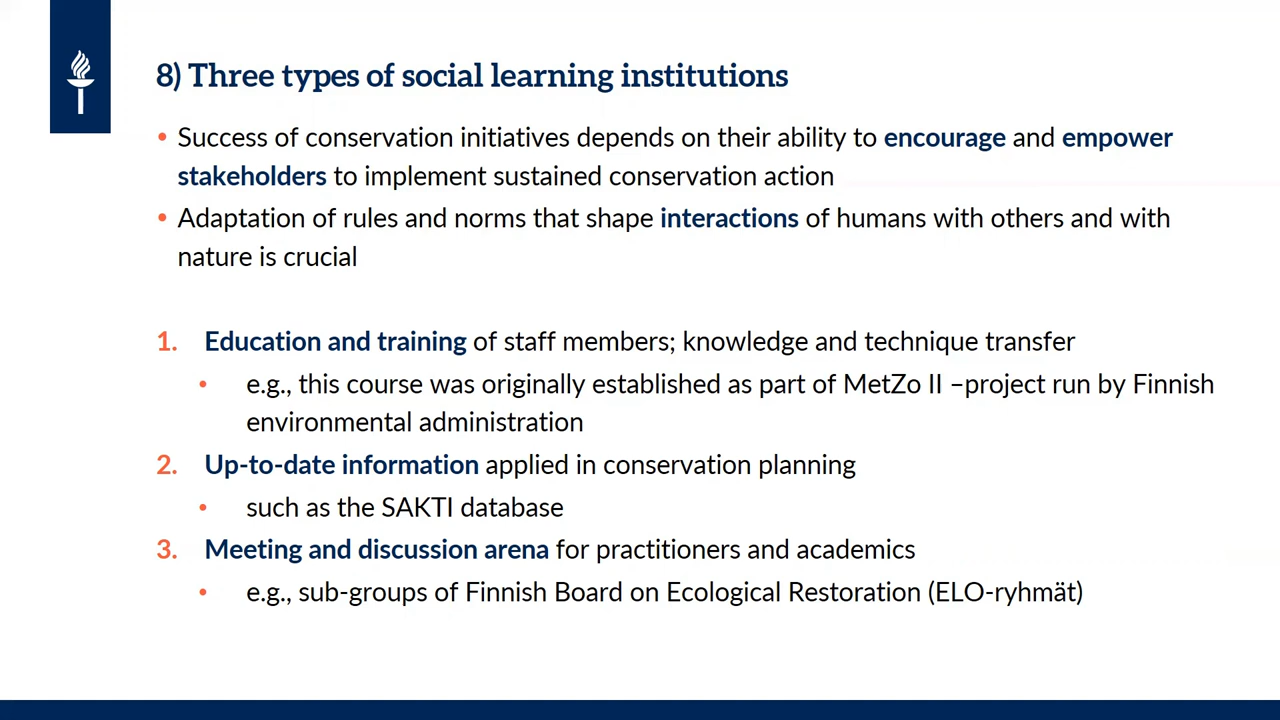 8) Three types of social learning institutions
• Success of conservation initiatives depends on their ability to encourage and empower
stakeholders to implement sustained conservation action
• Adaptation of rules and norms that shape interactions of humans with others and with
nature is crucial
1. Education and training of staff members; knowledge and technique transfer
• e.g., this course was originally established as part of MetZo II –project run by Finnish
environmental administration
2. Up-to-date information applied in conservation planning
• such as the SAKTI database
3. Meeting and discussion arena for practitioners and academics
• e.g., sub-groups of Finnish Board on Ecological Restoration (ELO-ryhmät)